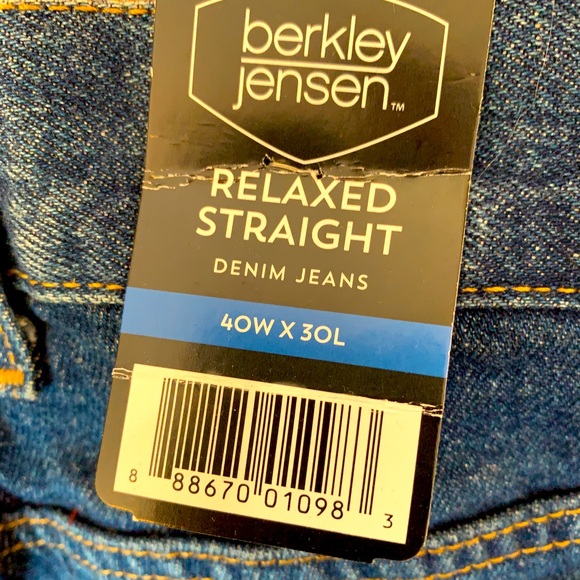 berkley
jensen™
RELAXED
STRAIGHT
DENIM JEANS
40W X 30L
8 88670 01098 3